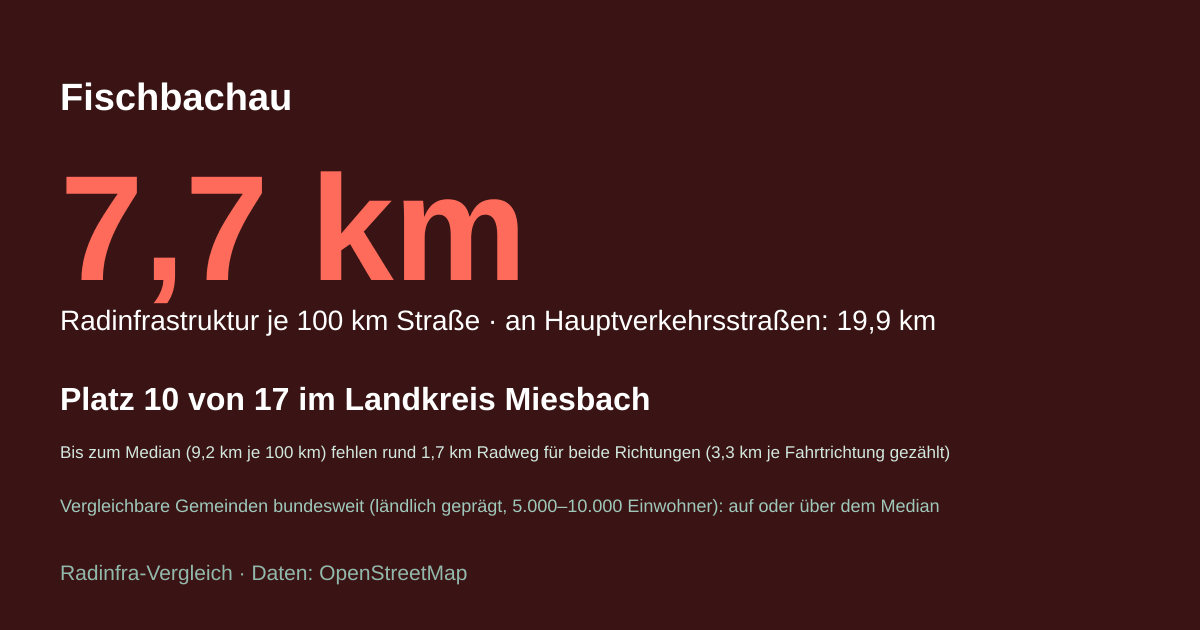 Fischbachau
7,7 km
Radinfrastruktur je 100 km Straße · an Hauptverkehrsstraßen: 19,9 km
Platz 10 von 17 im Landkreis Miesbach
Bis zum Median (9,2 km je 100 km) fehlen rund 1,7 km Radweg für beide Richtungen (3,3 km je Fahrtrichtung gezählt)
Vergleichbare Gemeinden bundesweit (ländlich geprägt, 5.000–10.000 Einwohner): auf oder über dem Median
Radinfra-Vergleich · Daten: OpenStreetMap